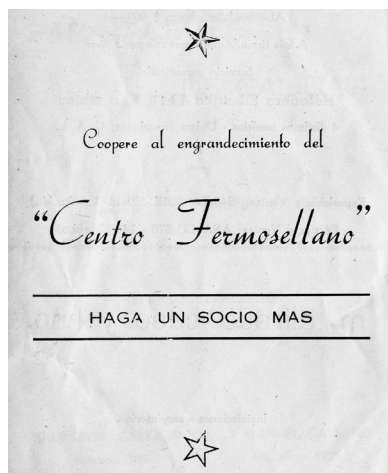 Coopere al engrandecimiento del
“Centro Fermosellano”
HAGA UN SOCIO MAS